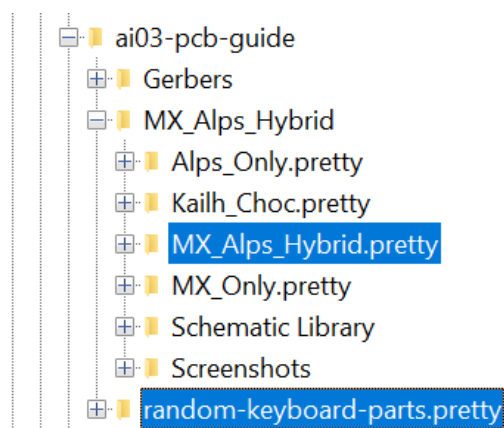 ai03-pcb-guide
Gerbers
MX_Alps_Hybrid
Alps_Only.pretty
Kailh_Choc.pretty
MX_Alps_Hybrid.pretty
MX_Only.pretty
Schematic Library
Screenshots
random-keyboard-parts.pretty